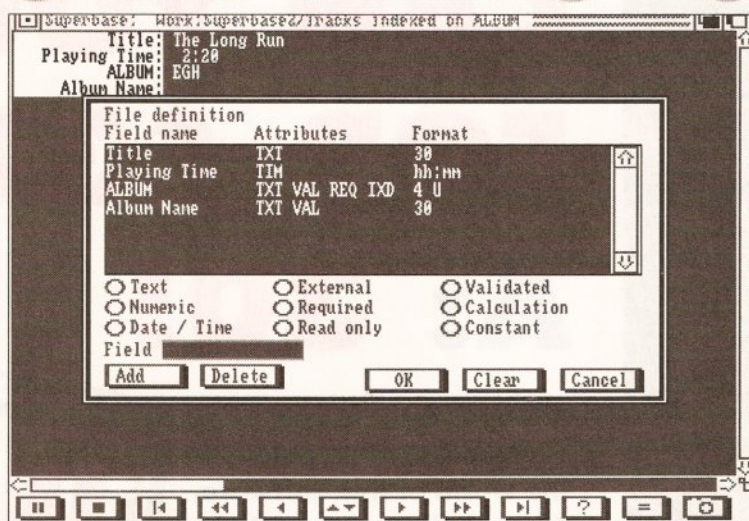 Superbase: Work:Superbase2/Tracks Indexed on ALBUM
Title: The Long Run
Playing Time: 2:20
ALBUM: EGH
Album Name:
File definition
Field name Attributes Format
Title TXT 30
Playing Time TIM hh:mm
ALBUM TXT VAL REQ IXD 4 U
Album Name TXT VAL 30
Text External Validated
Numeric Required Calculation
Date / Time Read only Constant
Field
Add Delete OK Clear Cancel
? =